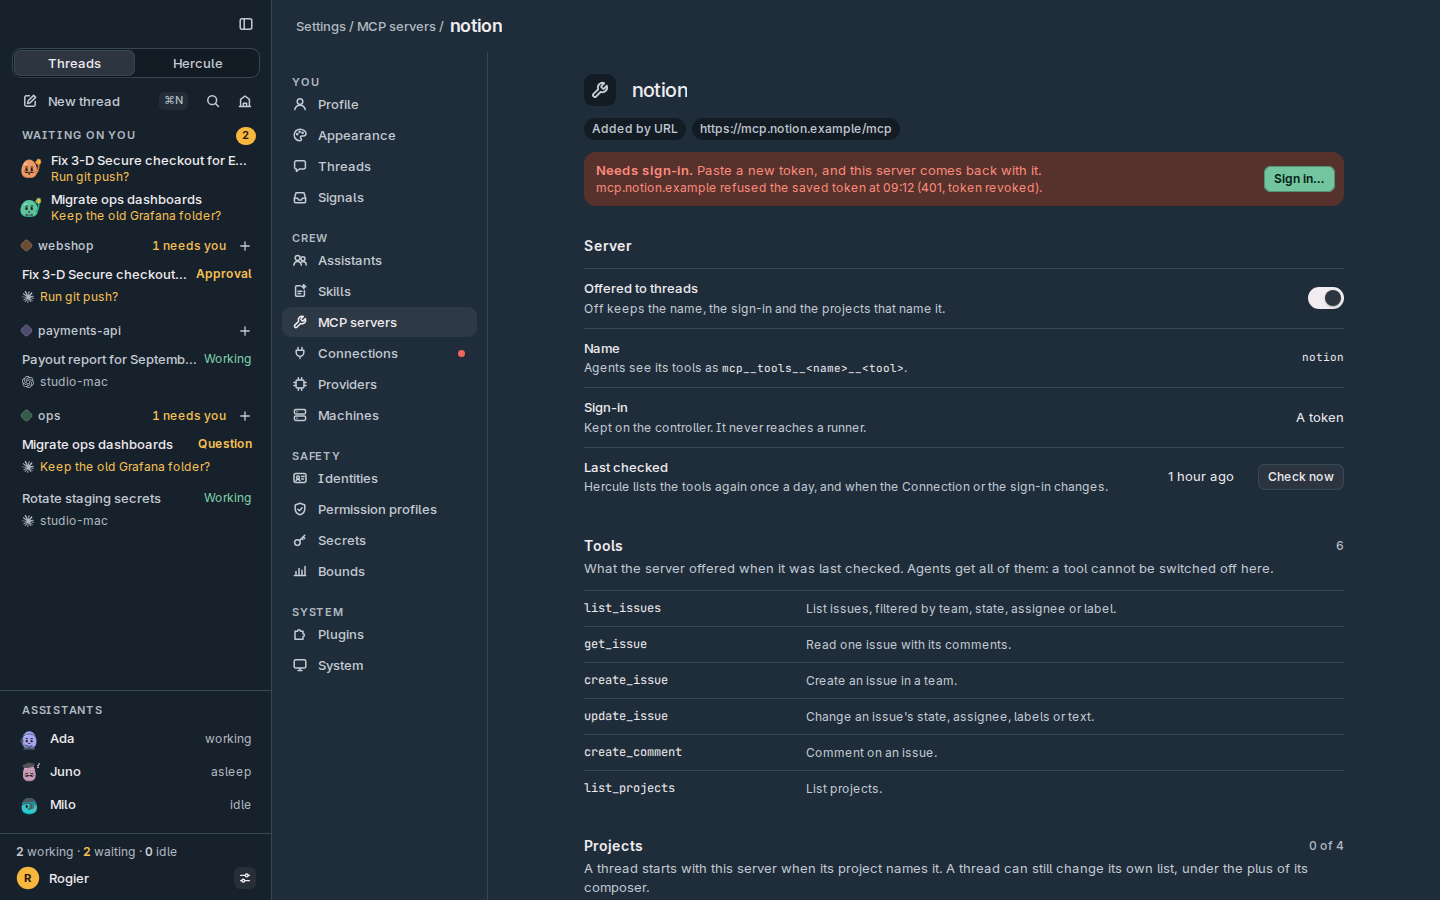 Threads
Hercule
New thread
⌘N
WAITING ON YOU
2
Fix 3-D Secure checkout for E...
Run git push?
Migrate ops dashboards
Keep the old Grafana folder?
webshop
1 needs you
Fix 3-D Secure checkout...
Approval
Run git push?
payments-api
Payout report for Septemb...
Working
studio-mac
ops
1 needs you
Migrate ops dashboards
Question
Keep the old Grafana folder?
Rotate staging secrets
Working
studio-mac
ASSISTANTS
Ada
working
Juno
asleep
Milo
idle
2 working · 2 waiting · 0 idle
R
Rogier
Settings / MCP servers / notion
YOU
Profile
Appearance
Threads
Signals
CREW
Assistants
Skills
MCP servers
Connections
Providers
Machines
SAFETY
Identities
Permission profiles
Secrets
Bounds
SYSTEM
Plugins
System
notion
Added by URL
https://mcp.notion.example/mcp
Needs sign-in. Paste a new token, and this server comes back with it.
mcp.notion.example refused the saved token at 09:12 (401, token revoked).
Sign in...
Server
Offered to threads
Off keeps the name, the sign-in and the projects that name it.
Name
Agents see its tools as mcp__tools__<name>__<tool>.
notion
Sign-in
Kept on the controller. It never reaches a runner.
A token
Last checked
Hercule lists the tools again once a day, and when the Connection or the sign-in changes.
1 hour ago
Check now
Tools
6
What the server offered when it was last checked. Agents get all of them: a tool cannot be switched off here.
list_issues
List issues, filtered by team, state, assignee or label.
get_issue
Read one issue with its comments.
create_issue
Create an issue in a team.
update_issue
Change an issue's state, assignee, labels or text.
create_comment
Comment on an issue.
list_projects
List projects.
Projects
0 of 4
A thread starts with this server when its project names it. A thread can still change its own list, under the plus of its
composer.